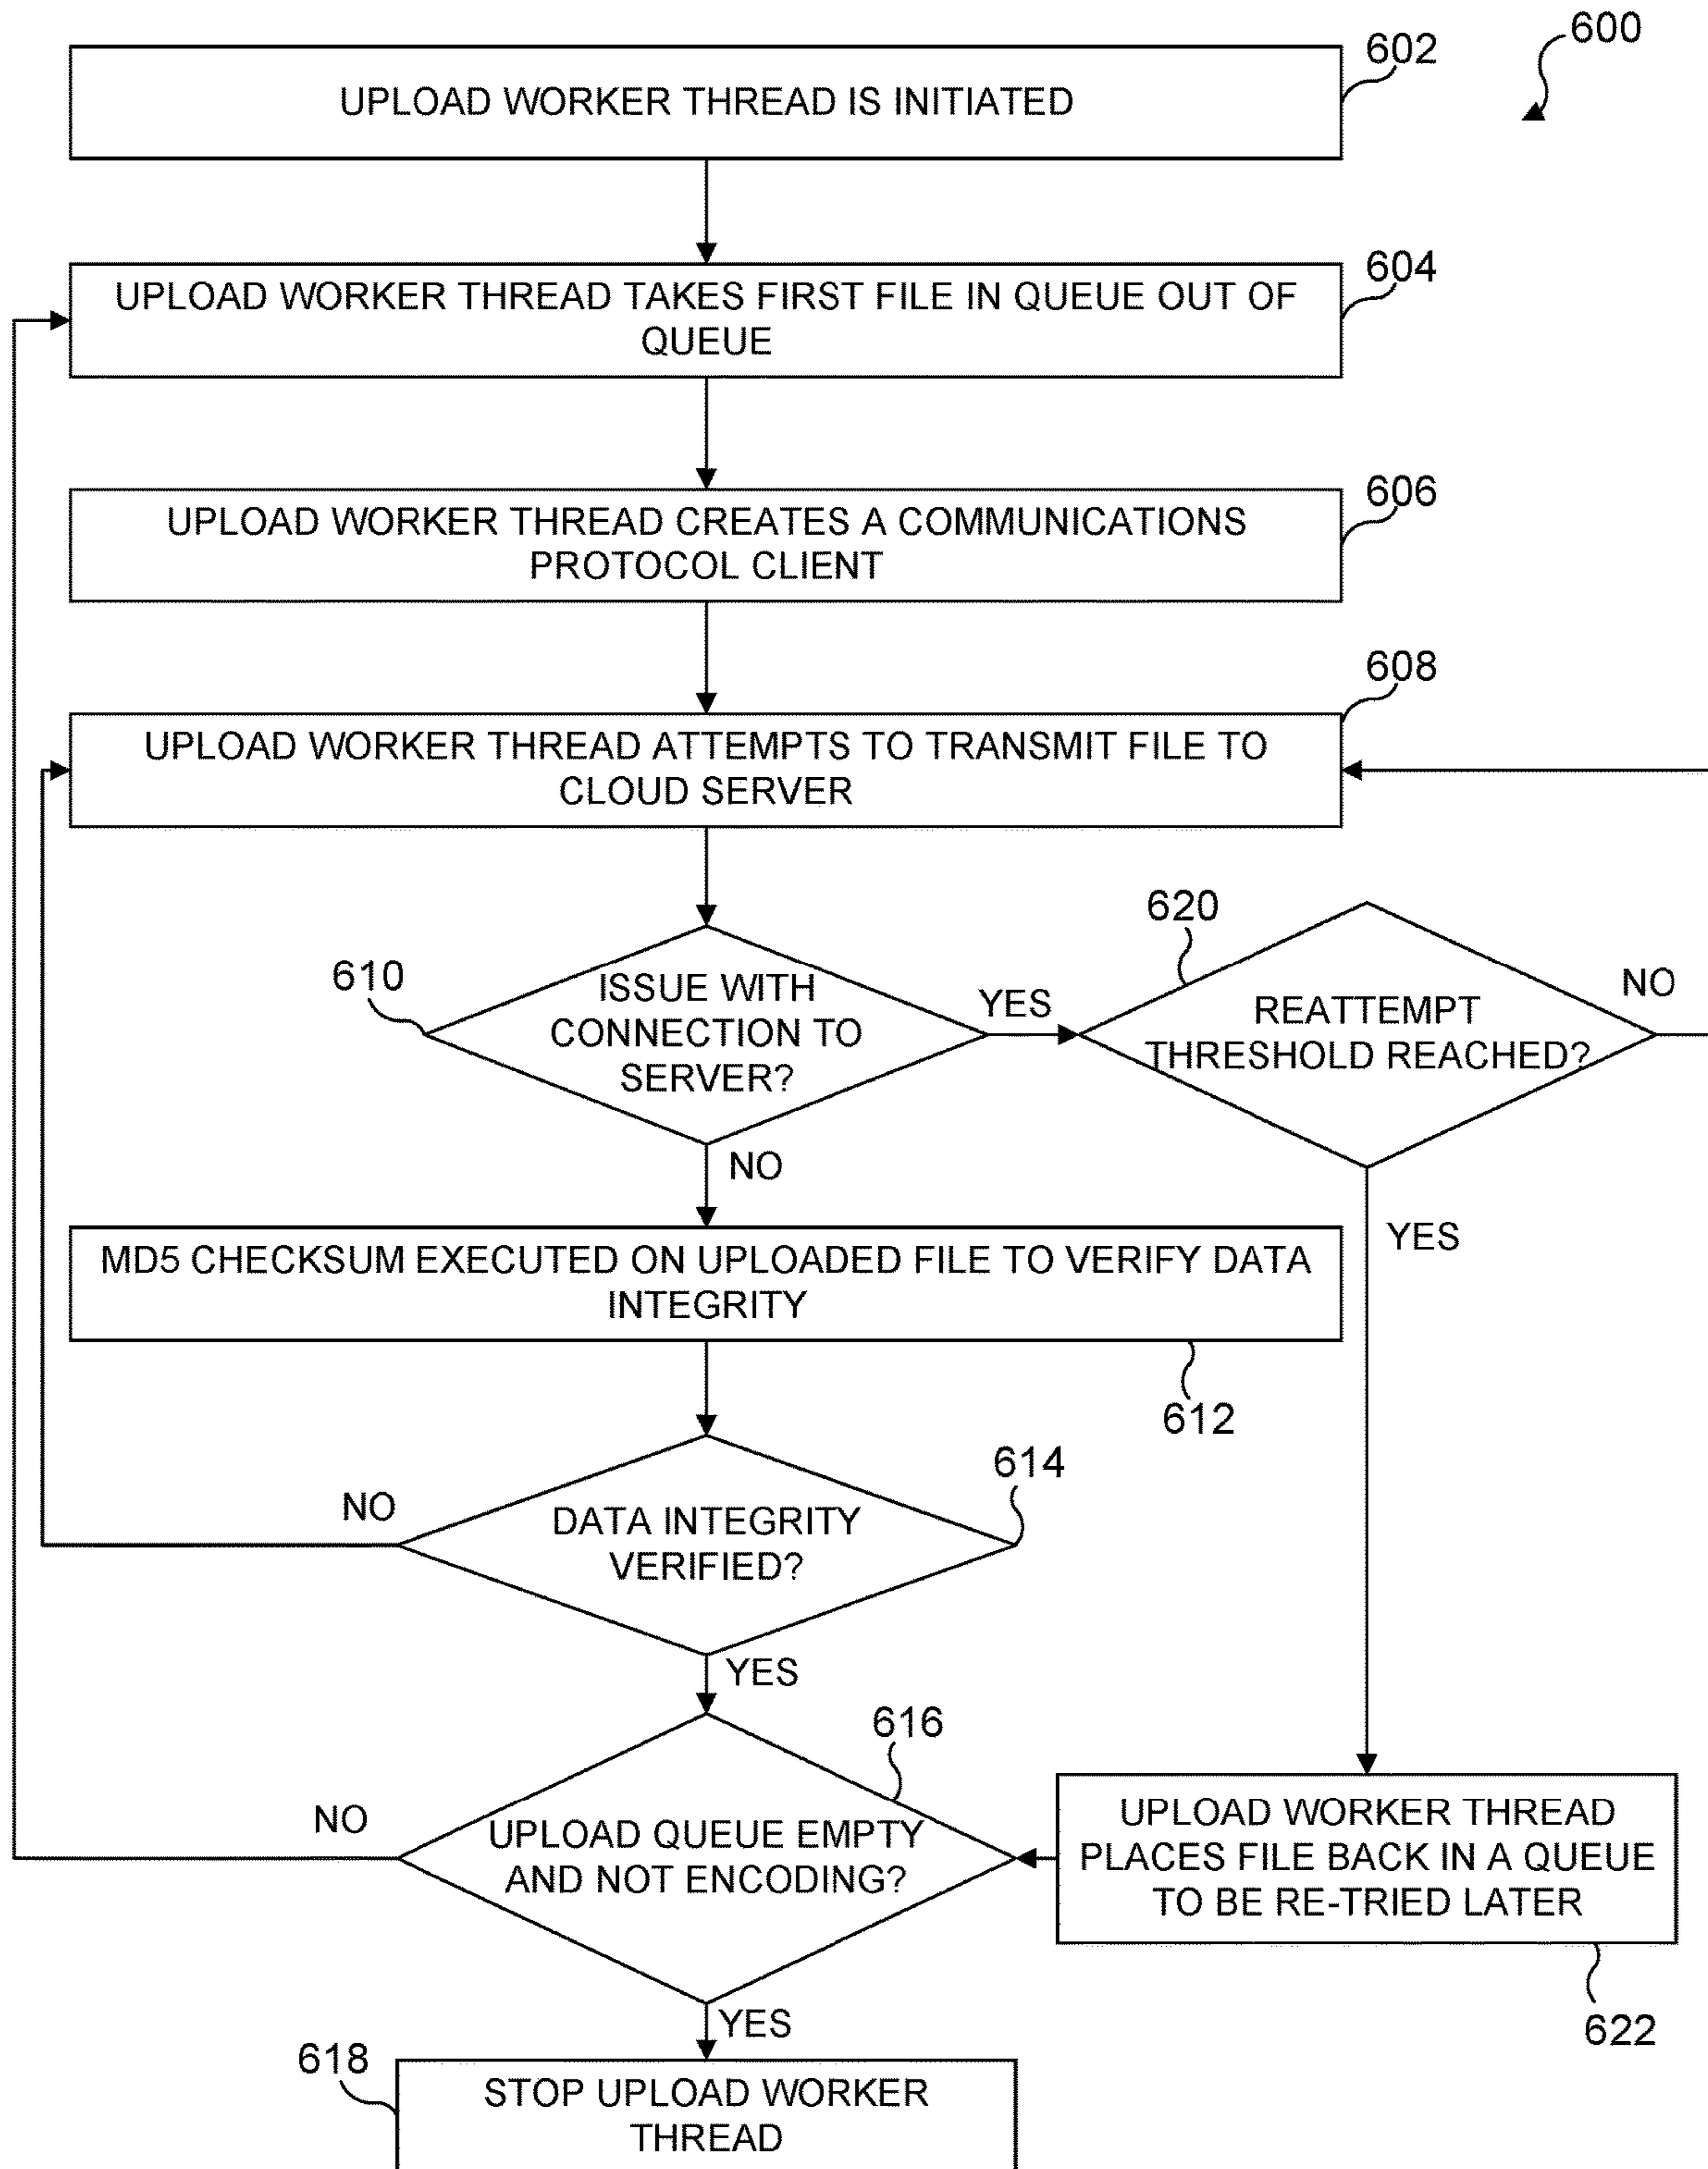 600
602
UPLOAD WORKER THREAD IS INITIATED
604
UPLOAD WORKER THREAD TAKES FIRST FILE IN QUEUE OUT OF
QUEUE
606
UPLOAD WORKER THREAD CREATES A COMMUNICATIONS
PROTOCOL CLIENT
608
UPLOAD WORKER THREAD ATTEMPTS TO TRANSMIT FILE TO
CLOUD SERVER
610
ISSUE WITH
CONNECTION TO
SERVER?
YES
620
REATTEMPT
THRESHOLD REACHED?
NO
NO
YES
MD5 CHECKSUM EXECUTED ON UPLOADED FILE TO VERIFY DATA
INTEGRITY
612
614
NO
DATA INTEGRITY
VERIFIED?
YES
616
NO
UPLOAD QUEUE EMPTY
AND NOT ENCODING?
UPLOAD WORKER THREAD
PLACES FILE BACK IN A QUEUE
TO BE RE-TRIED LATER
622
YES
618
STOP UPLOAD WORKER
THREAD